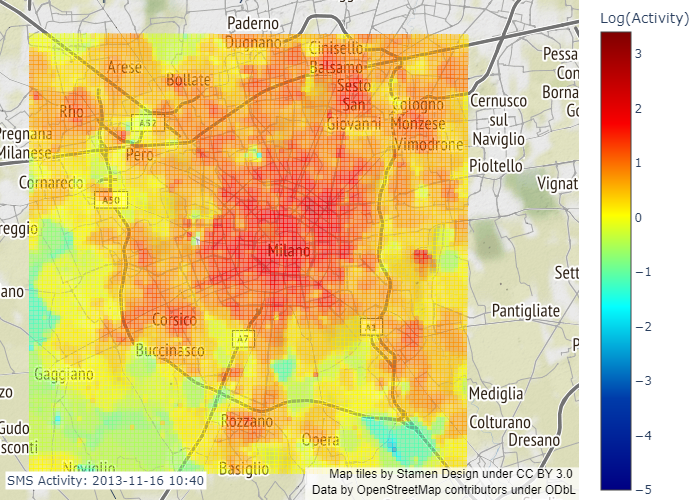 Paderno
Dugnano
Log(Activity)
Cinisello
Balsamo
Arese
Bollate
Sesto
San
Giovanni
Pessa
Con
Borna
Go
Rho
A52
Cologno
Monzese
Vimodrone
Cernusco
sul
Naviglio
Pregnana
Milanese
Pero
Pioltello
Cornaredo
A50
Vignat
reggio
Milano
Sett
ano
Pantigliate
Corsico
A7
A1
Buccinasco
P
Gaggiano
zo
Mediglia
Rozzano
Colturano
Gudo
sconti
Opera
Dresano
Noviglio
Basiglio
3
2
1
0
−1
−2
−3
−4
−5
SMS Activity: 2013-11-16 10:40
Map tiles by Stamen Design under CC BY 3.0
Data by OpenStreetMap contributors under ODbL